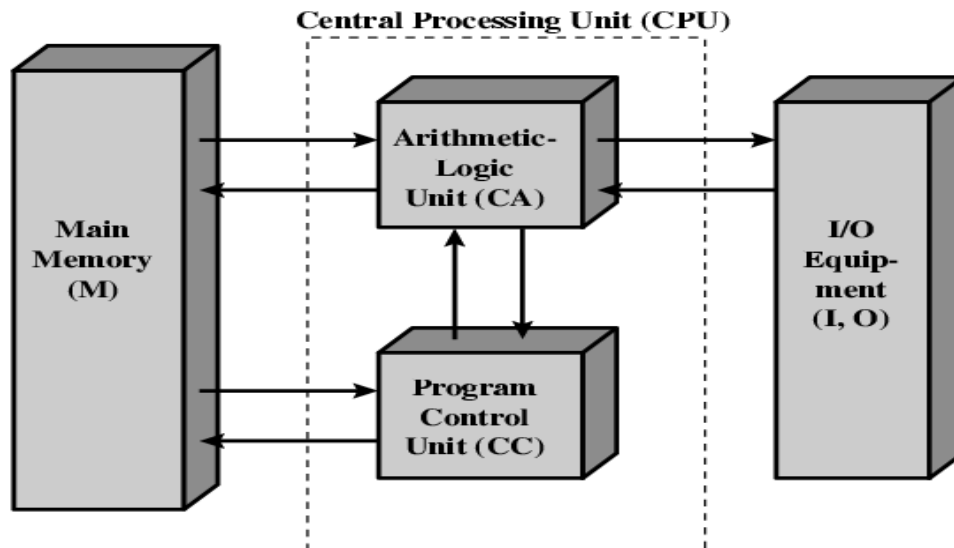 Central Processing Unit (CPU)
Main
Memory
(M)
Arithmetic-
Logic
Unit (CA)
Program
Control
Unit (CC)
I/O
Equip-
ment
(I, O)